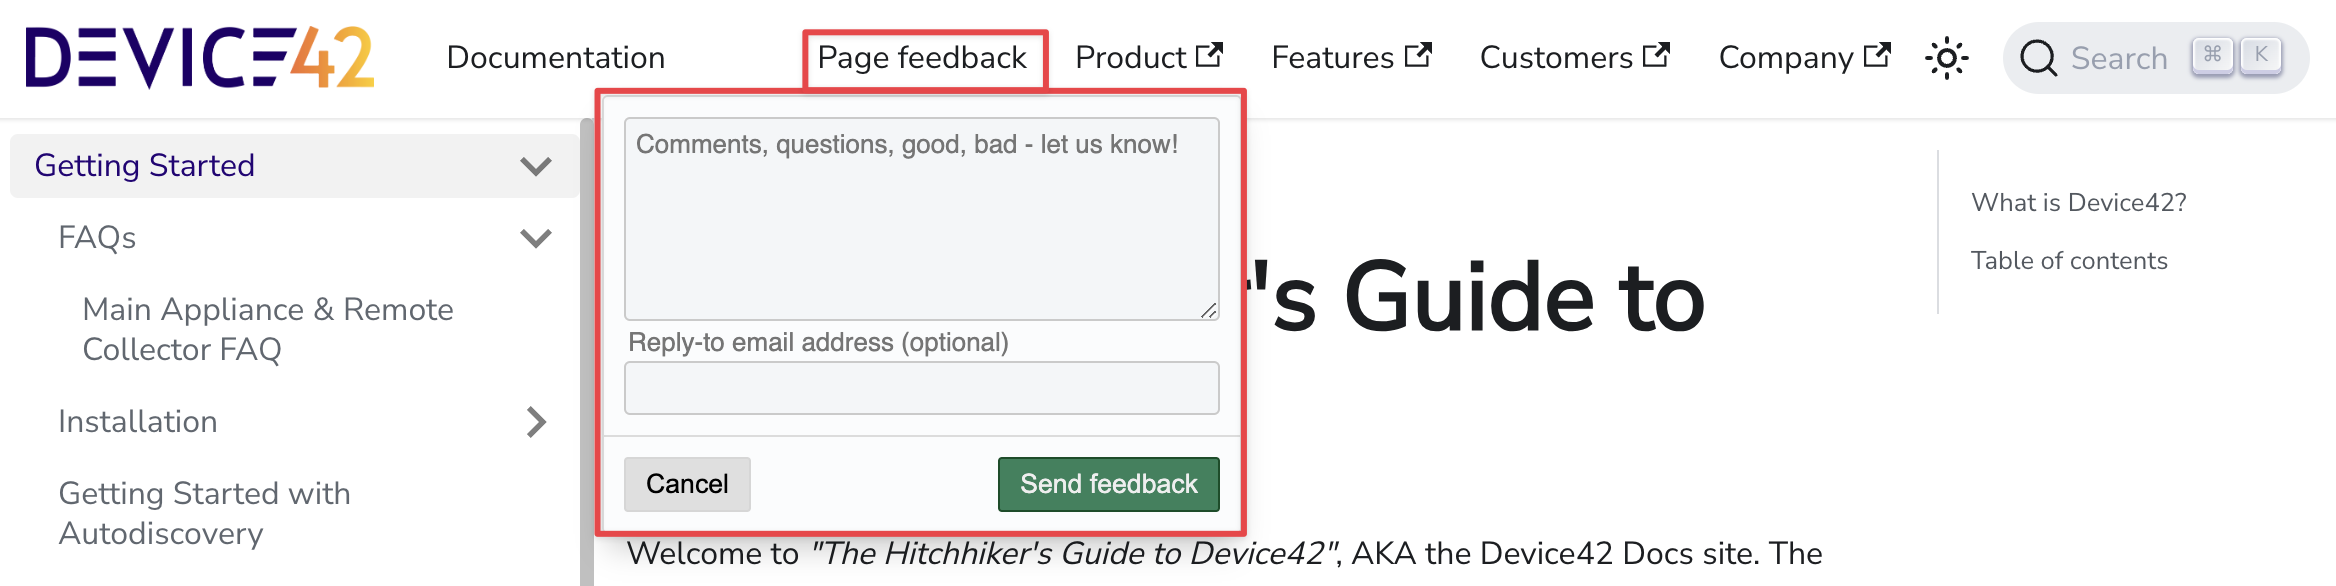 DEVICE42
Documentation
Page feedback
Product
Features
Customers
Company
Search
⌘
K
Getting Started
FAQs
Main Appliance & Remote
Collector FAQ
Installation
Getting Started with
Autodiscovery
Comments, questions, good, bad - let us know!
Reply-to email address (optional)
Cancel
Send feedback
's Guide to
Welcome to "The Hitchhiker's Guide to Device42", AKA the Device42 Docs site. The
What is Device42?
Table of contents